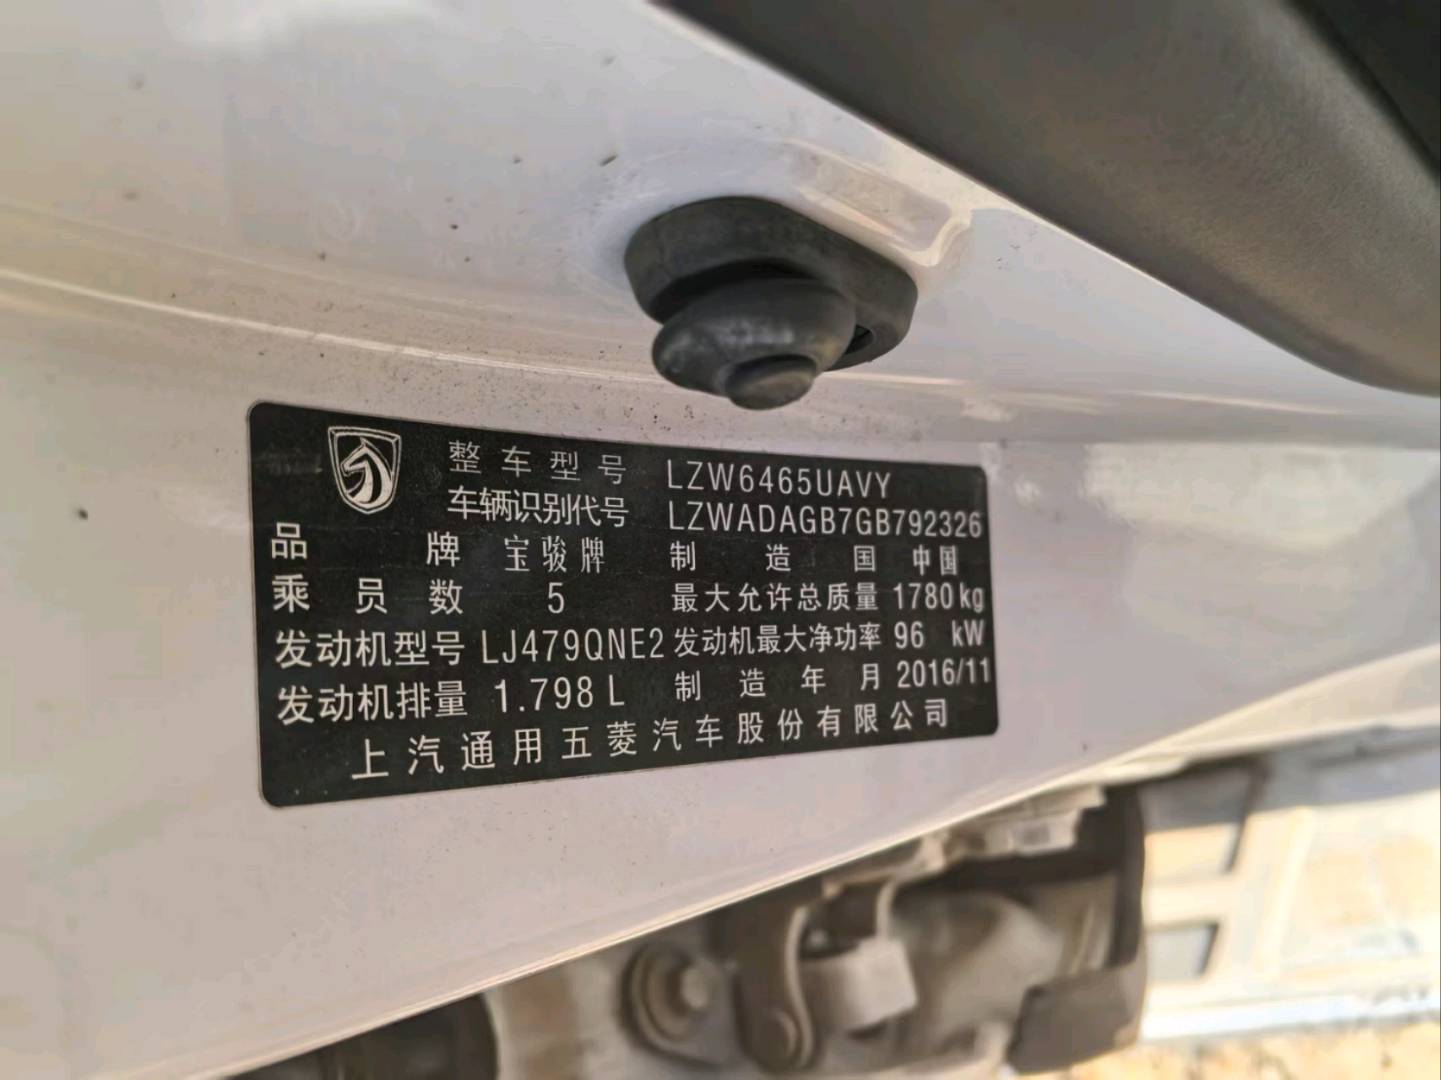 整车型号 LZW6465UAVY
车辆识别代号 LZWADAGB7GB792326
品牌 宝骏牌 制造国 中国
乘员数 5 最大允许总质量 1780kg
发动机型号 LJ479QNE2 发动机最大净功率 96 kW
发动机排量 1.798 L 制造年月 2016/11
上汽通用五菱汽车股份有限公司